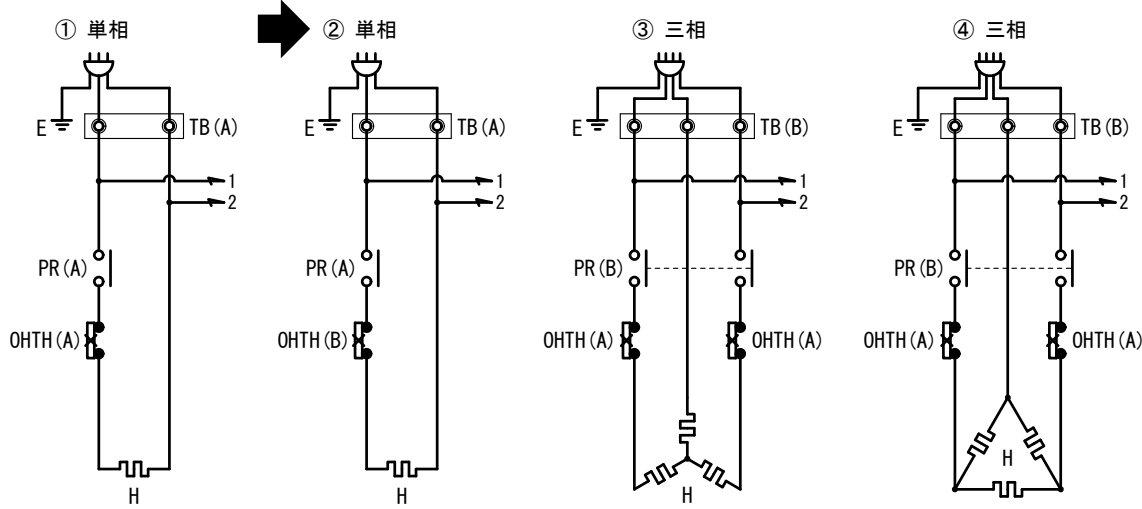 ① 単相
② 単相
③ 三相
④ 三相
E
TB(A)
E
TB(A)
E
TB(B)
E
TB(B)
1
1
1
1
2
2
2
2
PR(A)
PR(A)
PR(B)
PR(B)
OHTH(A)
OHTH(B)
OHTH(A)
OHTH(A)
OHTH(A)
OHTH(A)
H
H
H
H